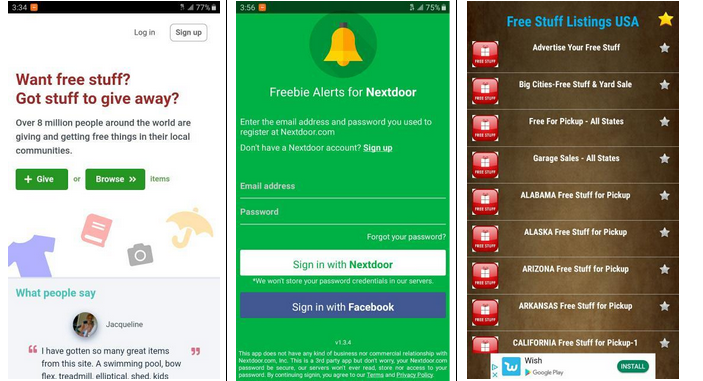 3:34
77%
Log in
Sign up
Want free stuff?
Got stuff to give away?
Over 8 million people around the world are
giving and getting free things in their local
communities.
+ Give
or
Browse »
items
What people say
Jacqueline
“ I have gotten so many great items ”
from this site. A swimming pool, bow
flex, treadmill, elliptical, shed, kids
3:56
75%
Freebie Alerts for Nextdoor
Enter the email address and password you used to
register at Nextdoor.com
Don't have a Nextdoor account? Sign up
Email address
Password
Forgot your password?
Sign in with Nextdoor
*We won't store your password credentials in our servers.
Sign in with Facebook
v1.3.4
This app does not have any kind of business nor commercial relationship with
Nextdoor.com, Inc. This is a 3rd party app but don't worry, your Nextdoor.com
password be secure, our servers won't ever read, store nor access to your
password. By continuing signin, you agree to our Terms and Privacy Policy.
Free Stuff Listings USA
FREE STUFF
Advertise Your Free Stuff
FREE STUFF
Big Cities-Free Stuff & Yard Sale
FREE STUFF
Free For Pickup - All States
FREE STUFF
Garage Sales - All States
FREE STUFF
ALABAMA Free Stuff for Pickup
FREE STUFF
ALASKA Free Stuff for Pickup
FREE STUFF
ARIZONA Free Stuff for Pickup
FREE STUFF
ARKANSAS Free Stuff for Pickup
CALIFORNIA Free Stuff for Pickup-1
Wish
Google Play
INSTALL